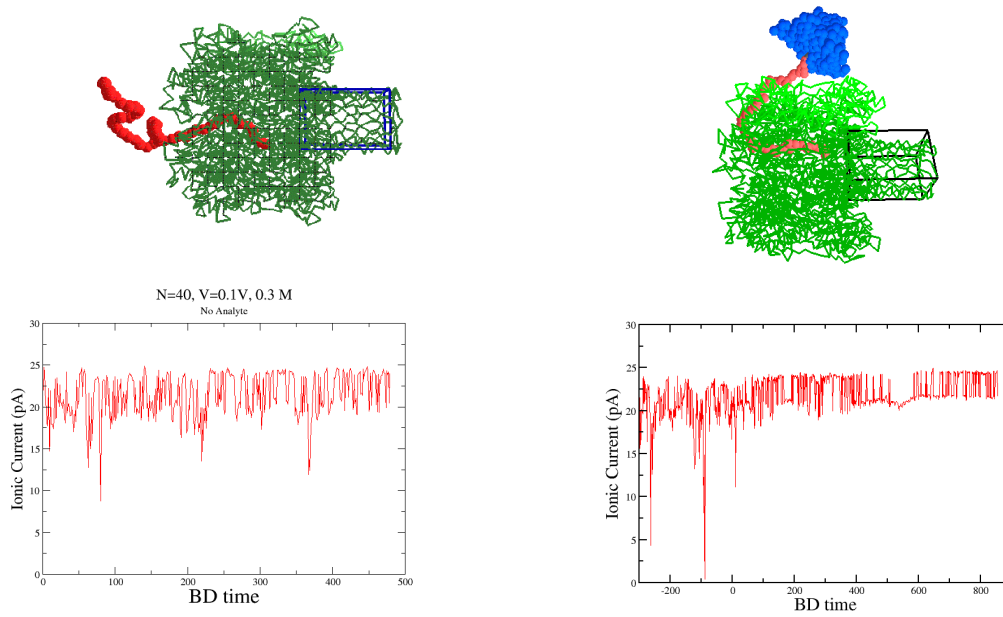 N=40, V=0.1V, 0.3 M
No Analyte
30
25
20
15
10
5
0
Ionic Current (pA)
0 100 200 300 400 500
BD time
30
25
20
15
10
5
0
Ionic Current (pA)
-200 0 200 400 600 800
BD time